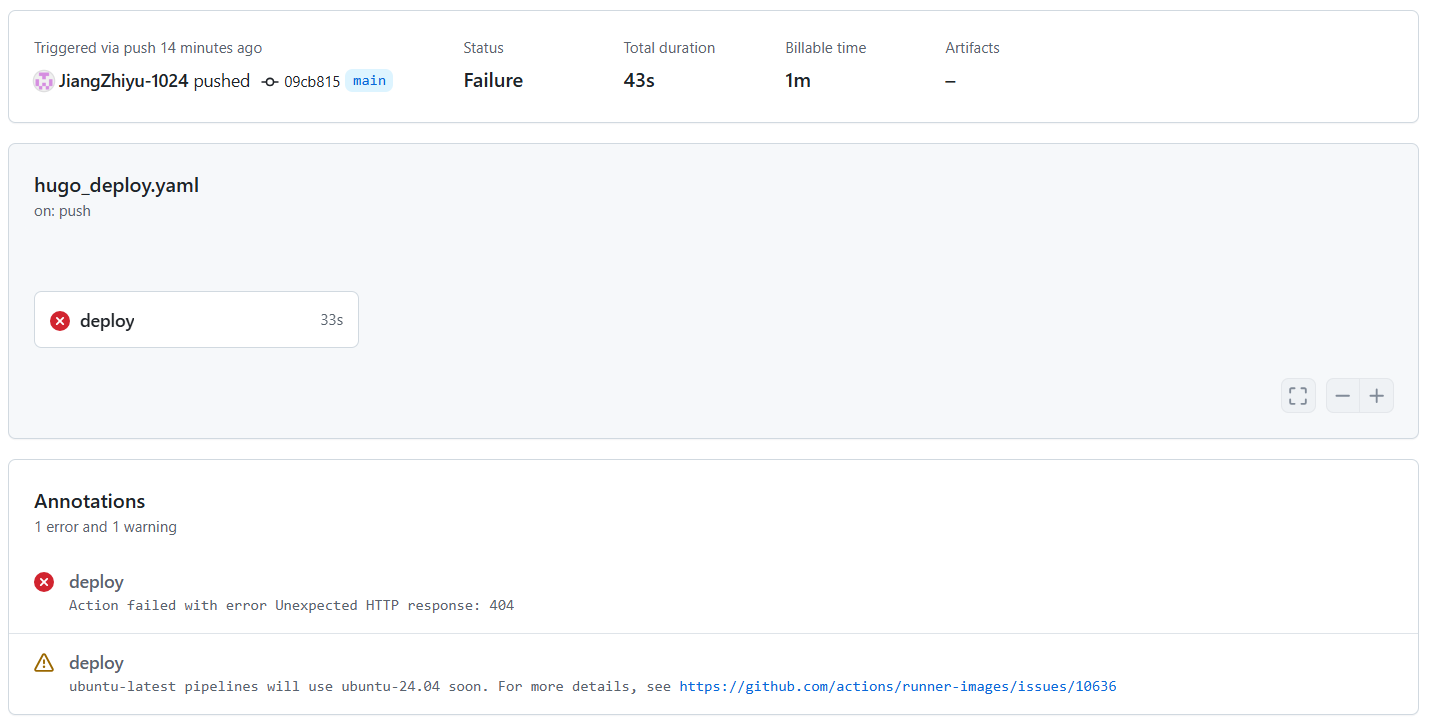 Triggered via push 14 minutes ago
JiangZhiyu-1024 pushed 09cb815 main
Status
Failure
Total duration
43s
Billable time
1m
Artifacts
–
hugo_deploy.yaml
on: push
deploy 33s
Annotations
1 error and 1 warning
deploy
Action failed with error Unexpected HTTP response: 404
deploy
ubuntu-latest pipelines will use ubuntu-24.04 soon. For more details, see https://github.com/actions/runner-images/issues/10636